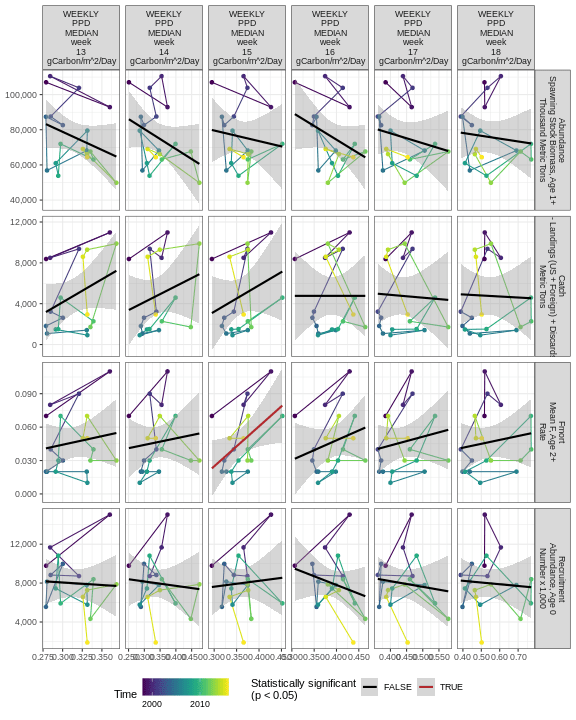 WEEKLY
PPD
MEDIAN
week
13
gCarbon/m^2/Day
WEEKLY
PPD
MEDIAN
week
14
gCarbon/m^2/Day
WEEKLY
PPD
MEDIAN
week
15
gCarbon/m^2/Day
WEEKLY
PPD
MEDIAN
week
16
gCarbon/m^2/Day
WEEKLY
PPD
MEDIAN
week
17
gCarbon/m^2/Day
WEEKLY
PPD
MEDIAN
week
18
gCarbon/m^2/Day
100,000
80,000
60,000
40,000
Abundance
Spawning Stock Biomass, Age 1+
Thousand Metric Tons
12,000
8,000
4,000
0
Catch
- Landings (US + Foreign) + Discards
Metric Tons
0.090
0.060
0.030
0.000
Fmort
Mean F, Age 2+
Rate
12,000
8,000
4,000
Recruitment
Abundance, Age 0
Number x 1,000
0.275 0.300 0.325 0.350
0.350 0.400 0.450
0.300 0.350 0.400
0.350 0.400 0.450
0.400 0.450 0.500 0.550
0.40 0.50 0.60 0.70
Time
2000 2010
Statistically significant
(p < 0.05)
FALSE
TRUE